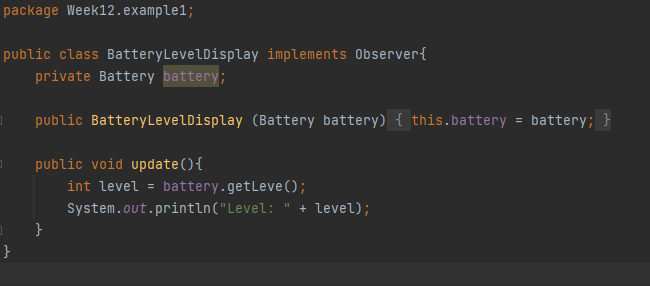 package Week12.example1;
public class BatteryLevelDisplay implements Observer{
private Battery battery;
public BatteryLevelDisplay (Battery battery) { this.battery = battery; }
public void update(){
int level = battery.getLeve();
System.out.println("Level: " + level);
}
}